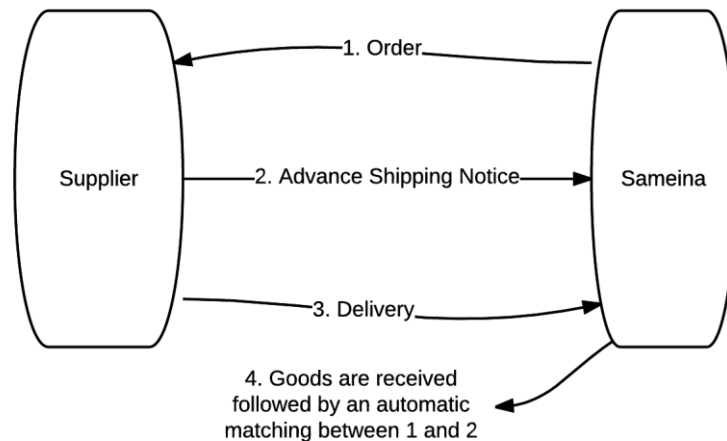 1. Order
Supplier
2. Advance Shipping Notice
Sameina
3. Delivery
4. Goods are received
followed by an automatic
matching between 1 and 2